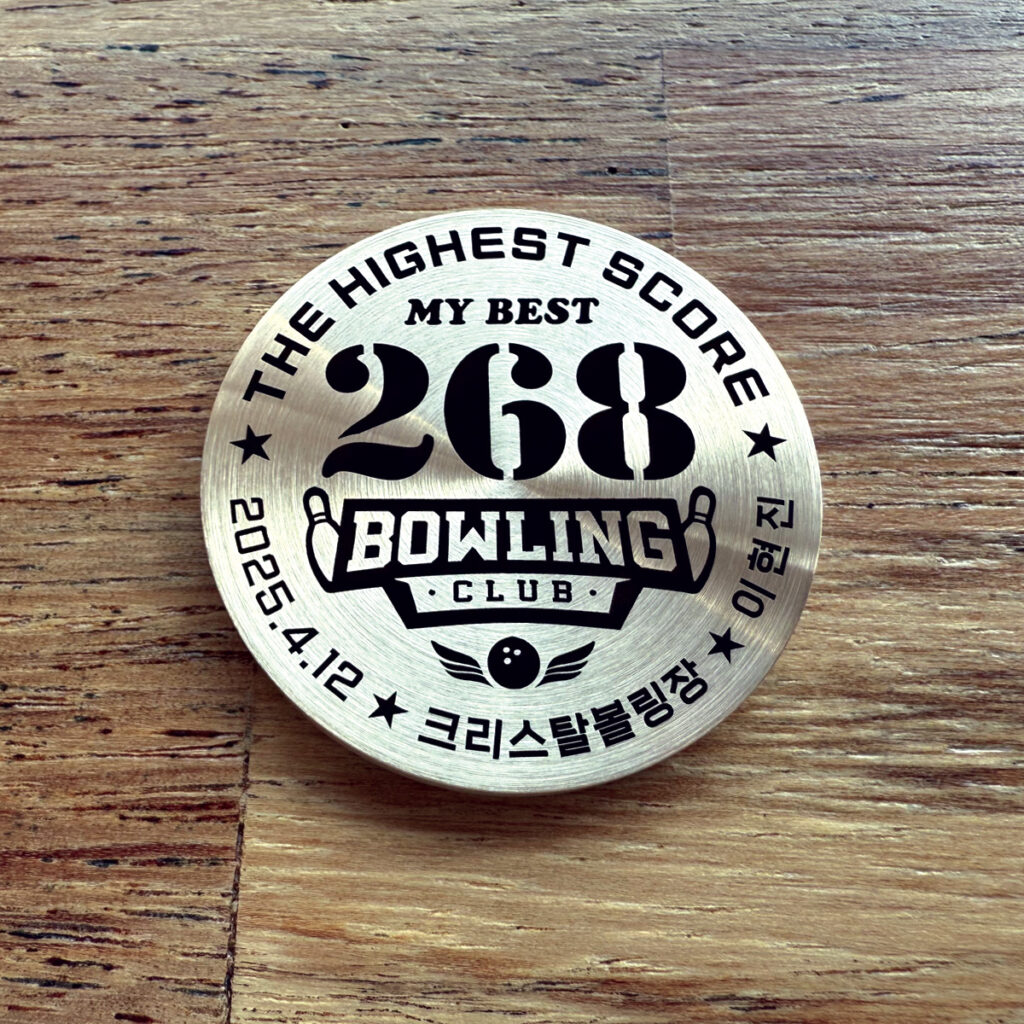 THE HIGHEST SCORE
MY BEST
268
BOWLING
· CLUB ·
2025.4.12 ★ 크리스탈볼링장 ★ 이현진